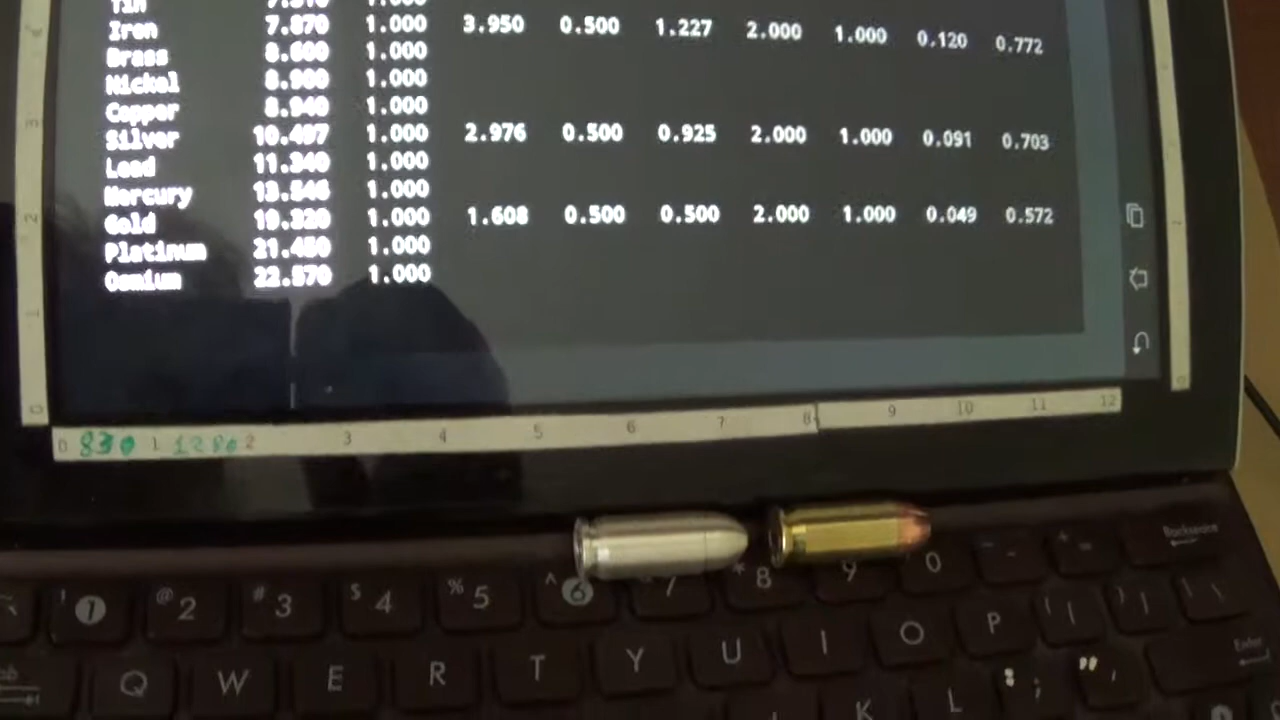 Tin
Iron 7.870 1.000 3.950 0.500 1.227 2.000 1.000 0.120 0.772
Brass 8.600 1.000
Nickel 8.900 1.000
Copper 8.940 1.000
Silver 10.497 1.000 2.976 0.500 0.925 2.000 1.000 0.091 0.703
Lead 11.340 1.000
Mercury 13.546 1.000
Gold 19.320 1.000 1.608 0.500 0.500 2.000 1.000 0.049 0.572
Platinum 21.450 1.000
Osmium 22.570 1.000
3
2
1
0
0 830 1 1280 2 3 4 5 6 7 8 9 10 11 12
! 1 @ 2 # 3 $ 4 % 5 ^ 6 7 * 8 9 0 - Backspace
Q W E R T Y U I O P { [ } ] \
K L : ; " ' Enter